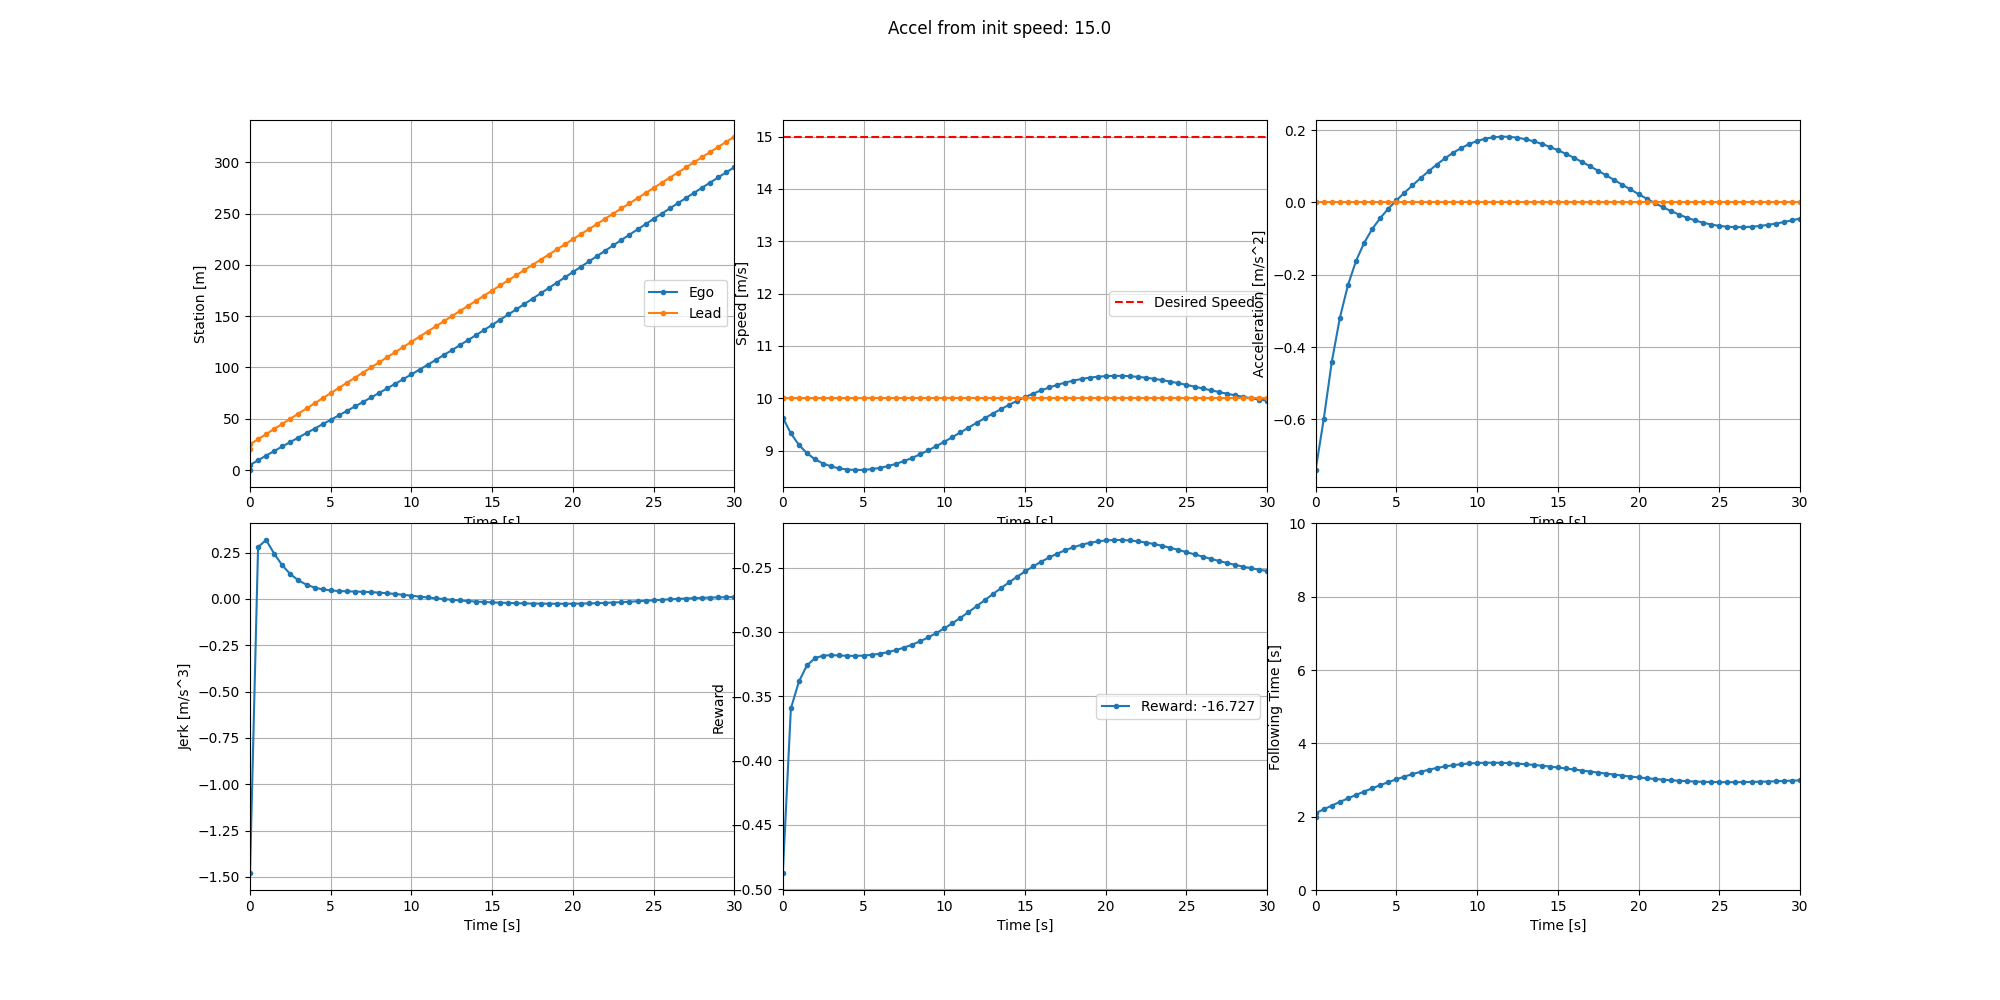 Accel from init speed: 15.0
Station [m]
300
250
200
150
100
50
0
0 5 10 15 20 25 30
Time [s]
Ego
Lead
Speed [m/s]
15
14
13
12
11
10
9
0 5 10 15 20 25 30
Time [s]
Desired Speed
Acceleration [m/s^2]
0.2
0.0
−0.2
−0.4
−0.6
0 5 10 15 20 25 30
Time [s]
Jerk [m/s^3]
0.25
0.00
−0.25
−0.50
−0.75
−1.00
−1.25
−1.50
0 5 10 15 20 25 30
Time [s]
Reward
−0.25
−0.30
−0.35
−0.40
−0.45
−0.50
0 5 10 15 20 25 30
Time [s]
Reward: -16.727
Following Time [s]
10
8
6
4
2
0
0 5 10 15 20 25 30
Time [s]